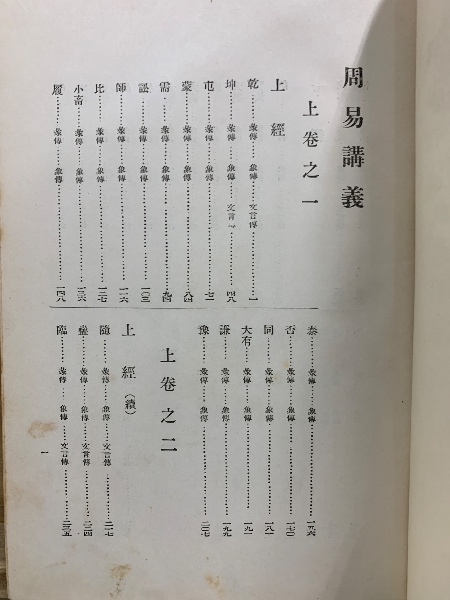 周易講義
上卷之一
上經
乾……彖傳……象傳……文言傳……一
坤……彖傳……象傳……文言傳……四八
屯……彖傳……象傳……七二
蒙……彖傳……象傳……八四
需……彖傳……象傳……九四
訟……彖傳……象傳……一〇三
師……彖傳……象傳……一一六
比……彖傳……象傳……一二七
小畜……彖傳……象傳……一三六
履……彖傳……象傳……一四八
泰……彖傳……象傳……一五六
否……彖傳……象傳……一七〇
同……彖傳……象傳……一八一
大有……彖傳……象傳……一九一
謙……彖傳……象傳……一九九
豫……彖傳……象傳……二〇七
上卷之二
上經(續)
隨……彖傳……象傳……文言傳……二一七
蠱……彖傳……象傳……文言傳……二二四
臨……彖傳……象傳……文言傳……二三五
一